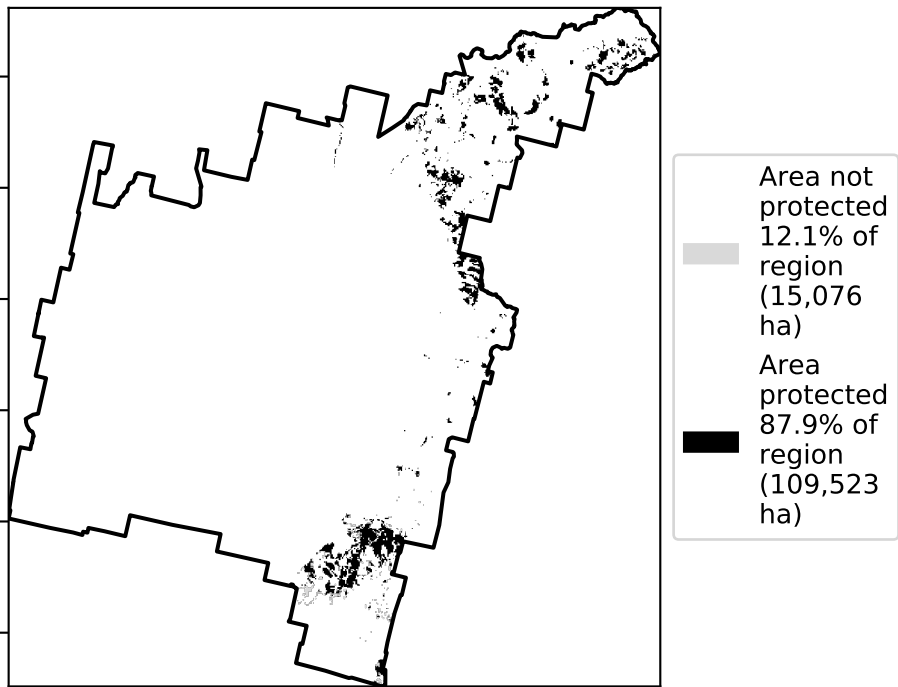 Area not
protected
12.1% of
region
(15,076
ha)
Area
protected
87.9% of
region
(109,523
ha)